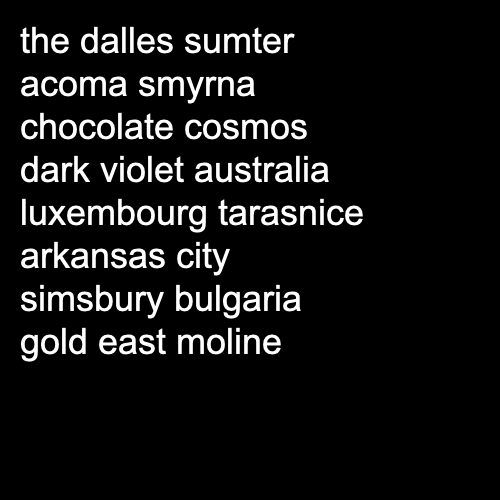 the dalles sumter
acoma smyrna
chocolate cosmos
dark violet australia
luxembourg tarasnice
arkansas city
simsbury bulgaria
gold east moline